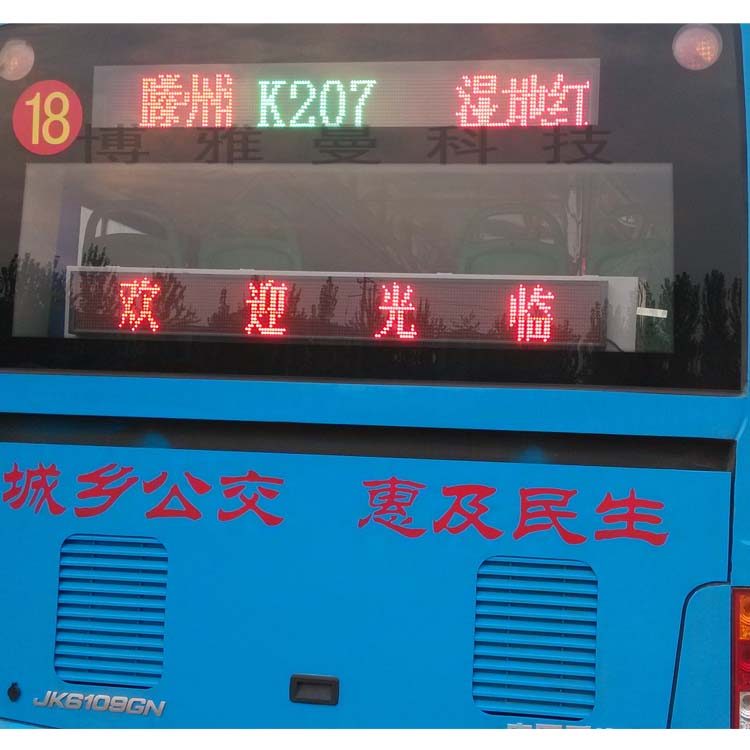 18
滕州 K207 湿地红
博雅曼科技
欢迎光临
城乡公交 惠及民生
JK6109GN